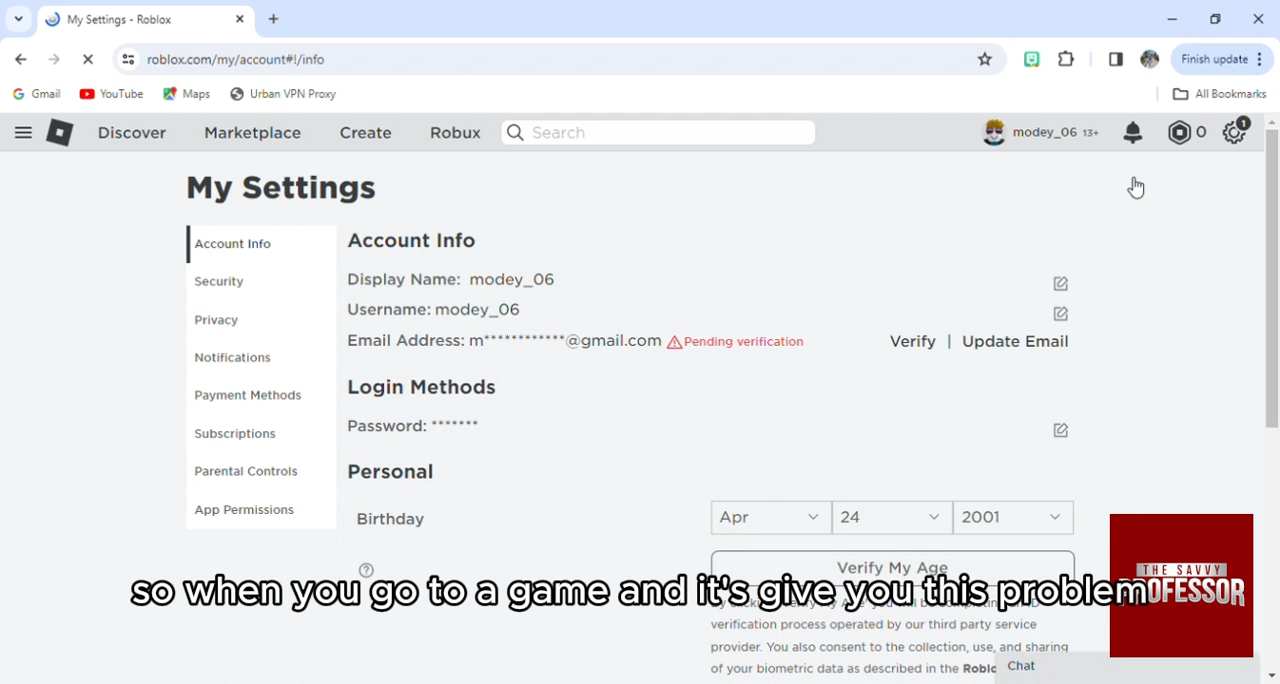 My Settings - Roblox
roblox.com/my/account#!/info
Finish update
Gmail YouTube Maps Urban VPN Proxy All Bookmarks
Discover Marketplace Create Robux Search modey_06 13+ 0 1
My Settings
Account Info
Security
Privacy
Notifications
Payment Methods
Subscriptions
Parental Controls
App Permissions
Account Info
Display Name: modey_06
Username: modey_06
Email Address: m************@gmail.com Pending verification Verify | Update Email
Login Methods
Password: *******
Personal
Birthday Apr 24 2001
Verify My Age
so when you go to a game and it's give you this problem
verification process operated by our third party service
provider. You also consent to the collection, use, and sharing
of your biometric data as described in the Roblo
Chat
THE SAVVY
PROFESSOR